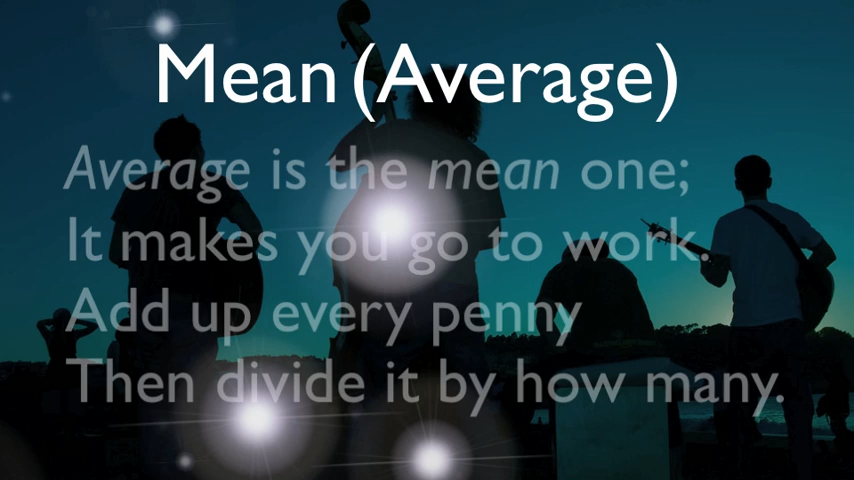 Mean (Average)
Average is the mean one;
It makes you go to work.
Add up every penny
Then divide it by how many.